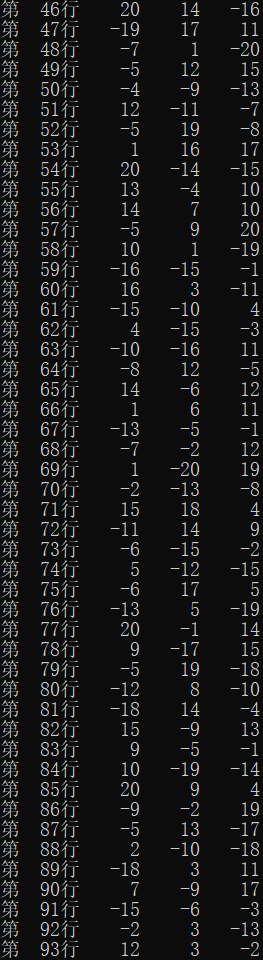 第 46行 20 14 -16
第 47行 -19 17 11
第 48行 -7 1 -20
第 49行 -5 12 15
第 50行 -4 -9 -13
第 51行 12 -11 -7
第 52行 -5 19 -8
第 53行 1 16 17
第 54行 20 -14 -15
第 55行 13 -4 10
第 56行 14 7 10
第 57行 -5 9 20
第 58行 10 1 -19
第 59行 -16 -15 -1
第 60行 16 3 -11
第 61行 -15 -10 4
第 62行 4 -15 -3
第 63行 -10 -16 11
第 64行 -8 12 -5
第 65行 14 -6 12
第 66行 1 6 11
第 67行 -13 -5 -1
第 68行 -7 -2 12
第 69行 1 -20 19
第 70行 -2 -13 -8
第 71行 15 18 4
第 72行 -11 14 9
第 73行 -6 -15 -2
第 74行 5 -12 -15
第 75行 -6 17 5
第 76行 -13 5 -19
第 77行 20 -1 14
第 78行 9 -17 15
第 79行 -5 19 -18
第 80行 -12 8 -10
第 81行 -18 14 -4
第 82行 15 -9 13
第 83行 9 -5 -1
第 84行 10 -19 -14
第 85行 20 9 4
第 86行 -9 -2 19
第 87行 -5 13 -17
第 88行 2 -10 -18
第 89行 -18 3 11
第 90行 7 -9 17
第 91行 -15 -6 -3
第 92行 -2 3 -13
第 93行 12 3 -2